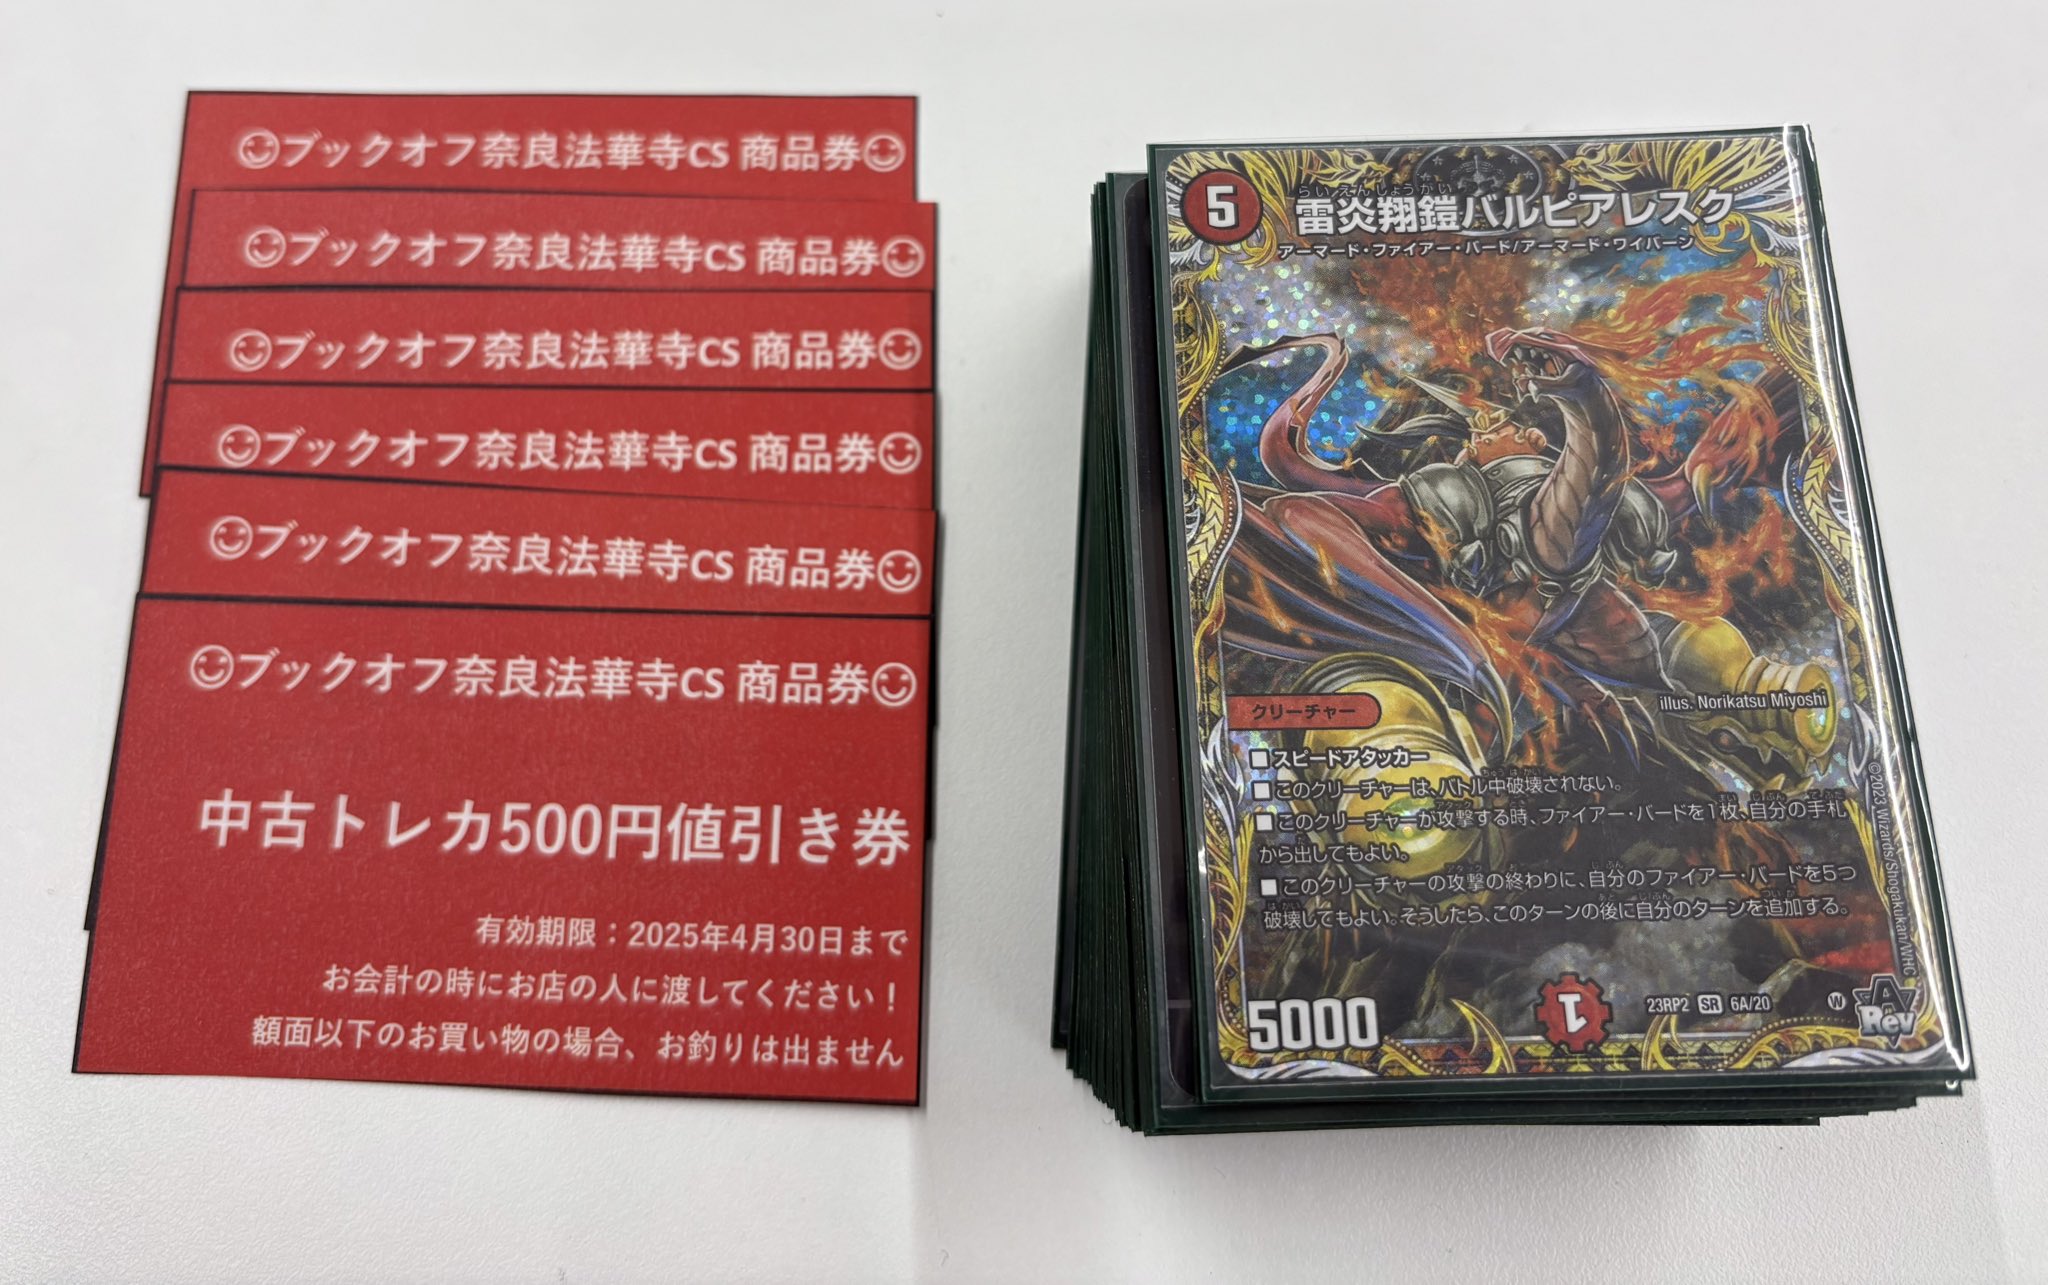 ☺ブックオフ奈良法華寺CS 商品券☺
☺ブックオフ奈良法華寺CS 商品券☺
☺ブックオフ奈良法華寺CS 商品券☺
☺ブックオフ奈良法華寺CS 商品券☺
☺ブックオフ奈良法華寺CS 商品券☺
☺ブックオフ奈良法華寺CS 商品券☺
中古トレカ500円値引き券
有効期限：2025年4月30日まで
お会計の時にお店の人に渡してください！
額面以下のお買い物の場合、お釣りは出ません
5
らいえんしょうがい
雷炎翔鎧バルピアレスク
アーマード・ファイアー・バード/アーマード・ワイバーン
illus. Norikatsu Miyoshi
クリーチャー
■スピードアタッカー
■このクリーチャーは、バトル中破壊されない。
■このクリーチャーが攻撃する時、ファイアー・バードを1枚、自分の手札
から出してもよい。
■このクリーチャーの攻撃の終わりに、自分のファイアー・バードを5つ
破壊してもよい。そうしたら、このターンの後に自分のターンを追加する。
©2023 Wizards/Shogakukan/WHC
5000
1
23RP2 SR 6A/20
W
A Rev